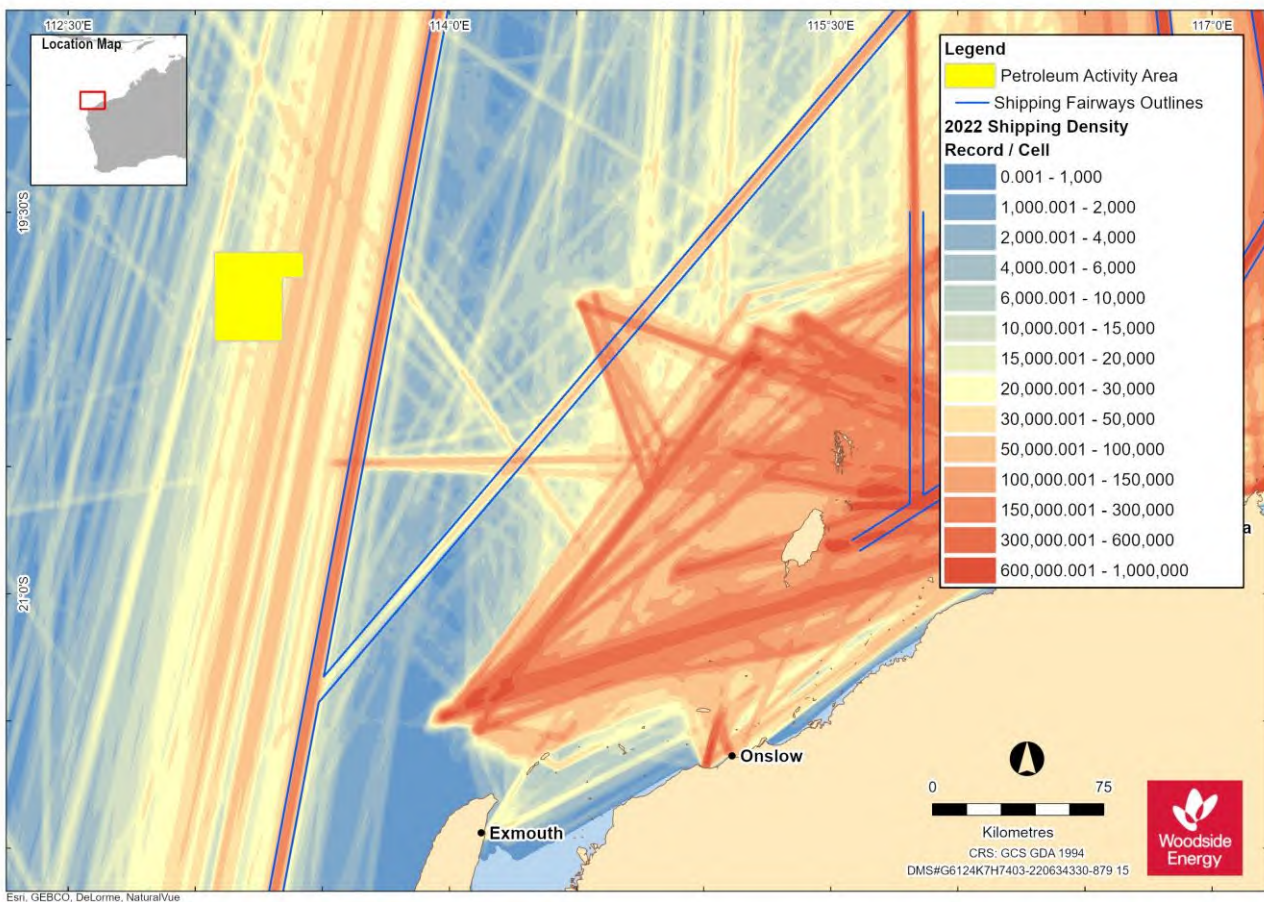 112°30'E
114°0'E
115°30'E
117°0'E
Location Map
19°30'S
21°0'S
Legend
Petroleum Activity Area
Shipping Fairways Outlines
2022 Shipping Density
Record / Cell
0.001 - 1,000
1,000.001 - 2,000
2,000.001 - 4,000
4,000.001 - 6,000
6,000.001 - 10,000
10,000.001 - 15,000
15,000.001 - 20,000
20,000.001 - 30,000
30,000.001 - 50,000
50,000.001 - 100,000
100,000.001 - 150,000
150,000.001 - 300,000
300,000.001 - 600,000
600,000.001 - 1,000,000
a
Onslow
Exmouth
0 75
Kilometres
CRS: GCS GDA 1994
DMS#G6124K7H7403-220634330-879 15
Woodside
Energy
Esri, GEBCO, DeLorme, NaturalVue